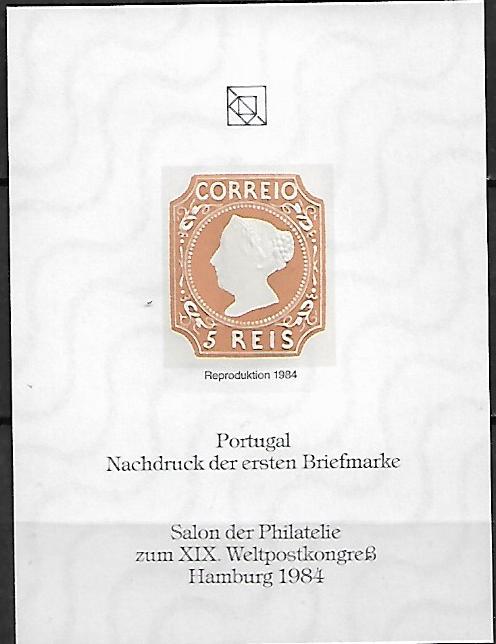 CORREIO
5 REIS
Reproduktion 1984
Portugal
Nachdruck der ersten Briefmarke
Salon der Philatelie
zum XIX. Weltpostkongreß
Hamburg 1984